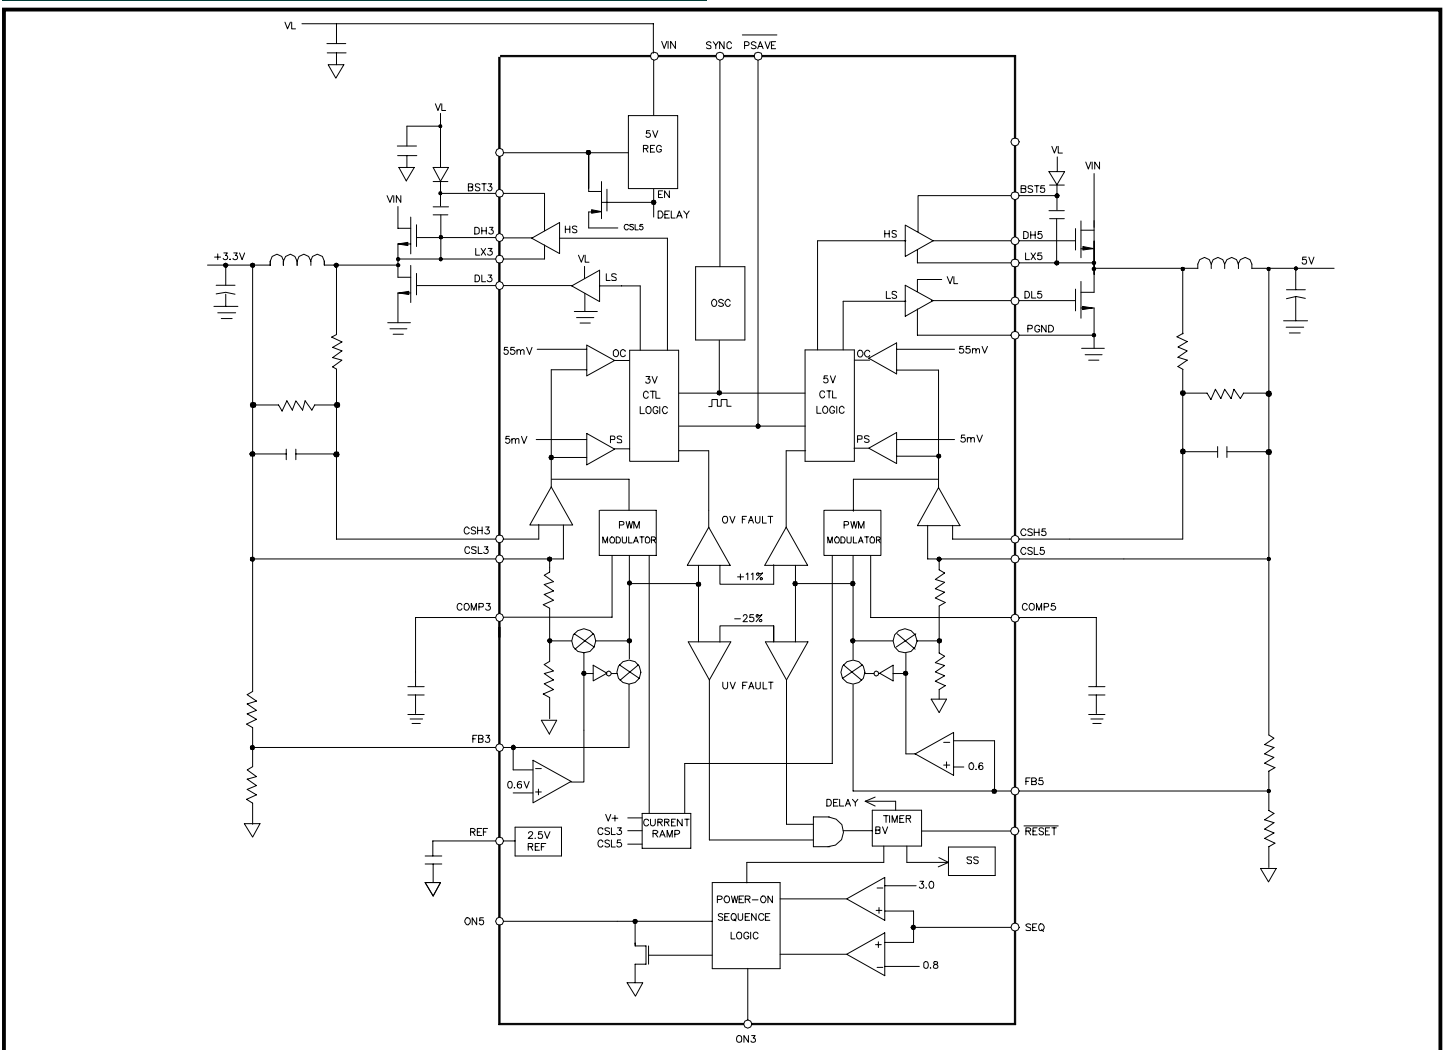 VL
VIN
SYNC
PSAVE
VL
5V
REG
VL
VIN
BST3
EN
DELAY
BST5
VIN
CSL5
DH3
HS
HS
DH5
+3.3V
LX3
VL
LX5
5V
DL3
LS
VL
LS
DL5
OSC
PGND
55mV
OC
OC
55mV
3V
CTL
LOGIC
5V
CTL
LOGIC
5mV
PS
PS
5mV
CSH3
PWM
MODULATOR
OV FAULT
PWM
MODULATOR
CSH5
CSL3
CSL5
+11%
COMP3
COMP5
-25%
UV FAULT
FB3
-
+
0.6V
-
+
0.6
FB5
DELAY
V+
CSL3
CSL5
CURRENT
RAMP
TIMER
BV
RESET
REF
2.5V
REF
SS
POWER-ON
SEQUENCE
LOGIC
-
+
3.0
ON5
SEQ
+
-
0.8
ON3